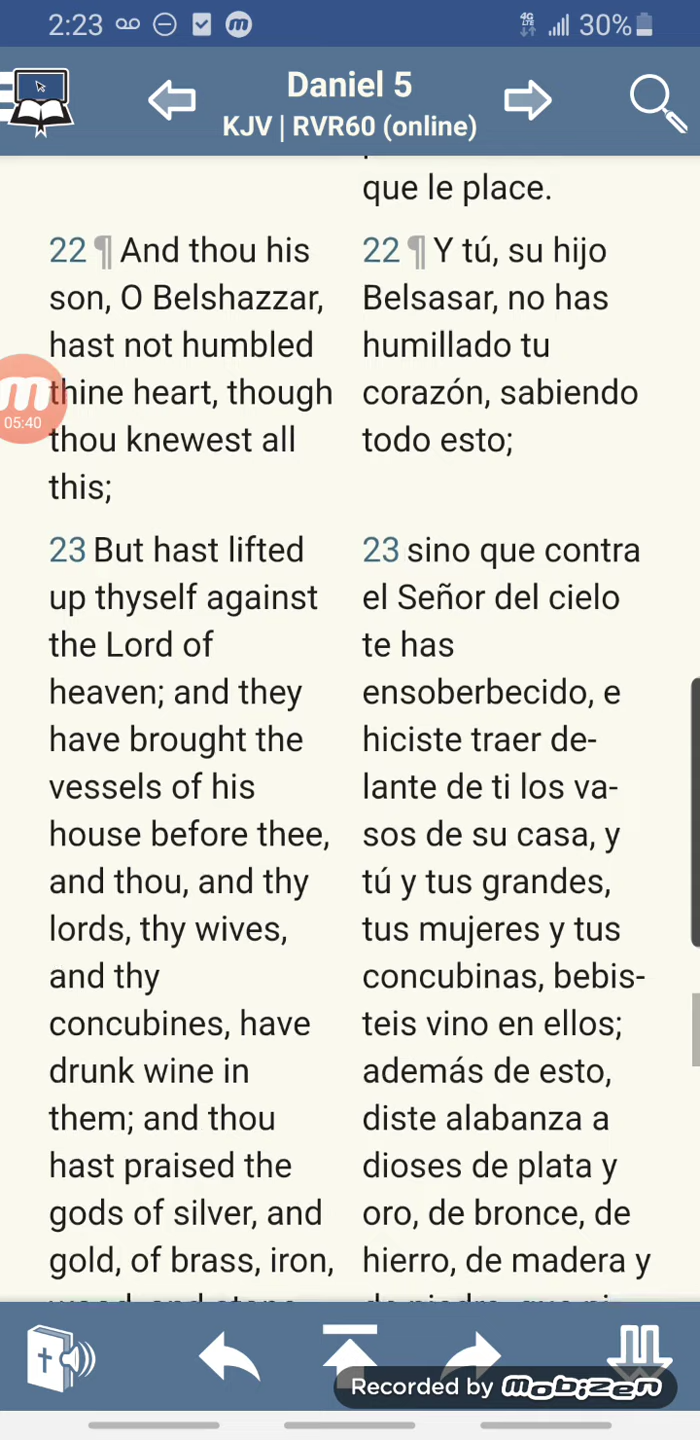 2:23
4G LTE
30%
Daniel 5
KJV | RVR60 (online)
que le place.
22 ¶ And thou his
son, O Belshazzar,
hast not humbled
thine heart, though
thou knewest all
this;
22 ¶ Y tú, su hijo
Belsasar, no has
humillado tu
corazón, sabiendo
todo esto;
05:40
23 But hast lifted
up thyself against
the Lord of
heaven; and they
have brought the
vessels of his
house before thee,
and thou, and thy
lords, thy wives,
and thy
concubines, have
drunk wine in
them; and thou
hast praised the
gods of silver, and
gold, of brass, iron,
23 sino que contra
el Señor del cielo
te has
ensoberbecido, e
hiciste traer de-
lante de ti los va-
sos de su casa, y
tú y tus grandes,
tus mujeres y tus
concubinas, bebis-
teis vino en ellos;
además de esto,
diste alabanza a
dioses de plata y
oro, de bronce, de
hierro, de madera y
Recorded by mobizen